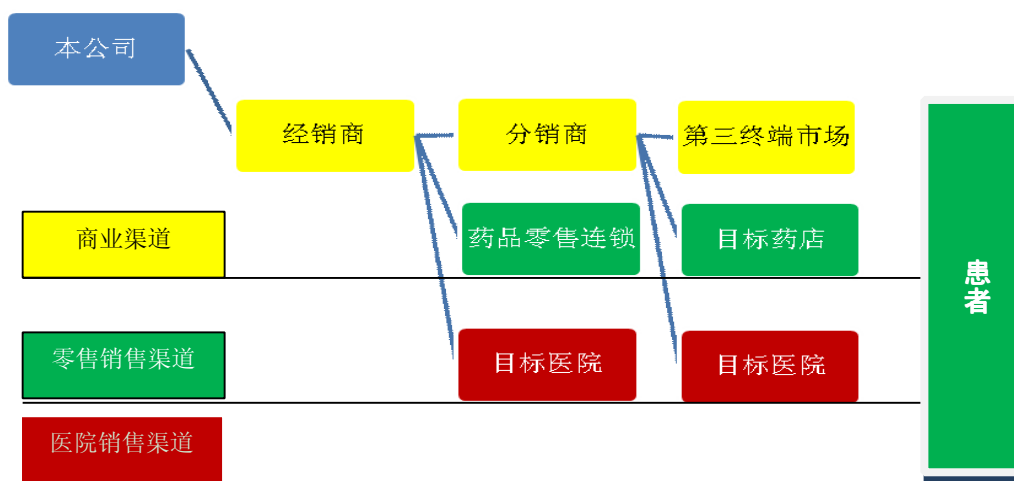 本公司
经销商
分销商
第三终端市场
商业渠道
药品零售连锁
目标药店
患者
零售销售渠道
目标医院
目标医院
医院销售渠道